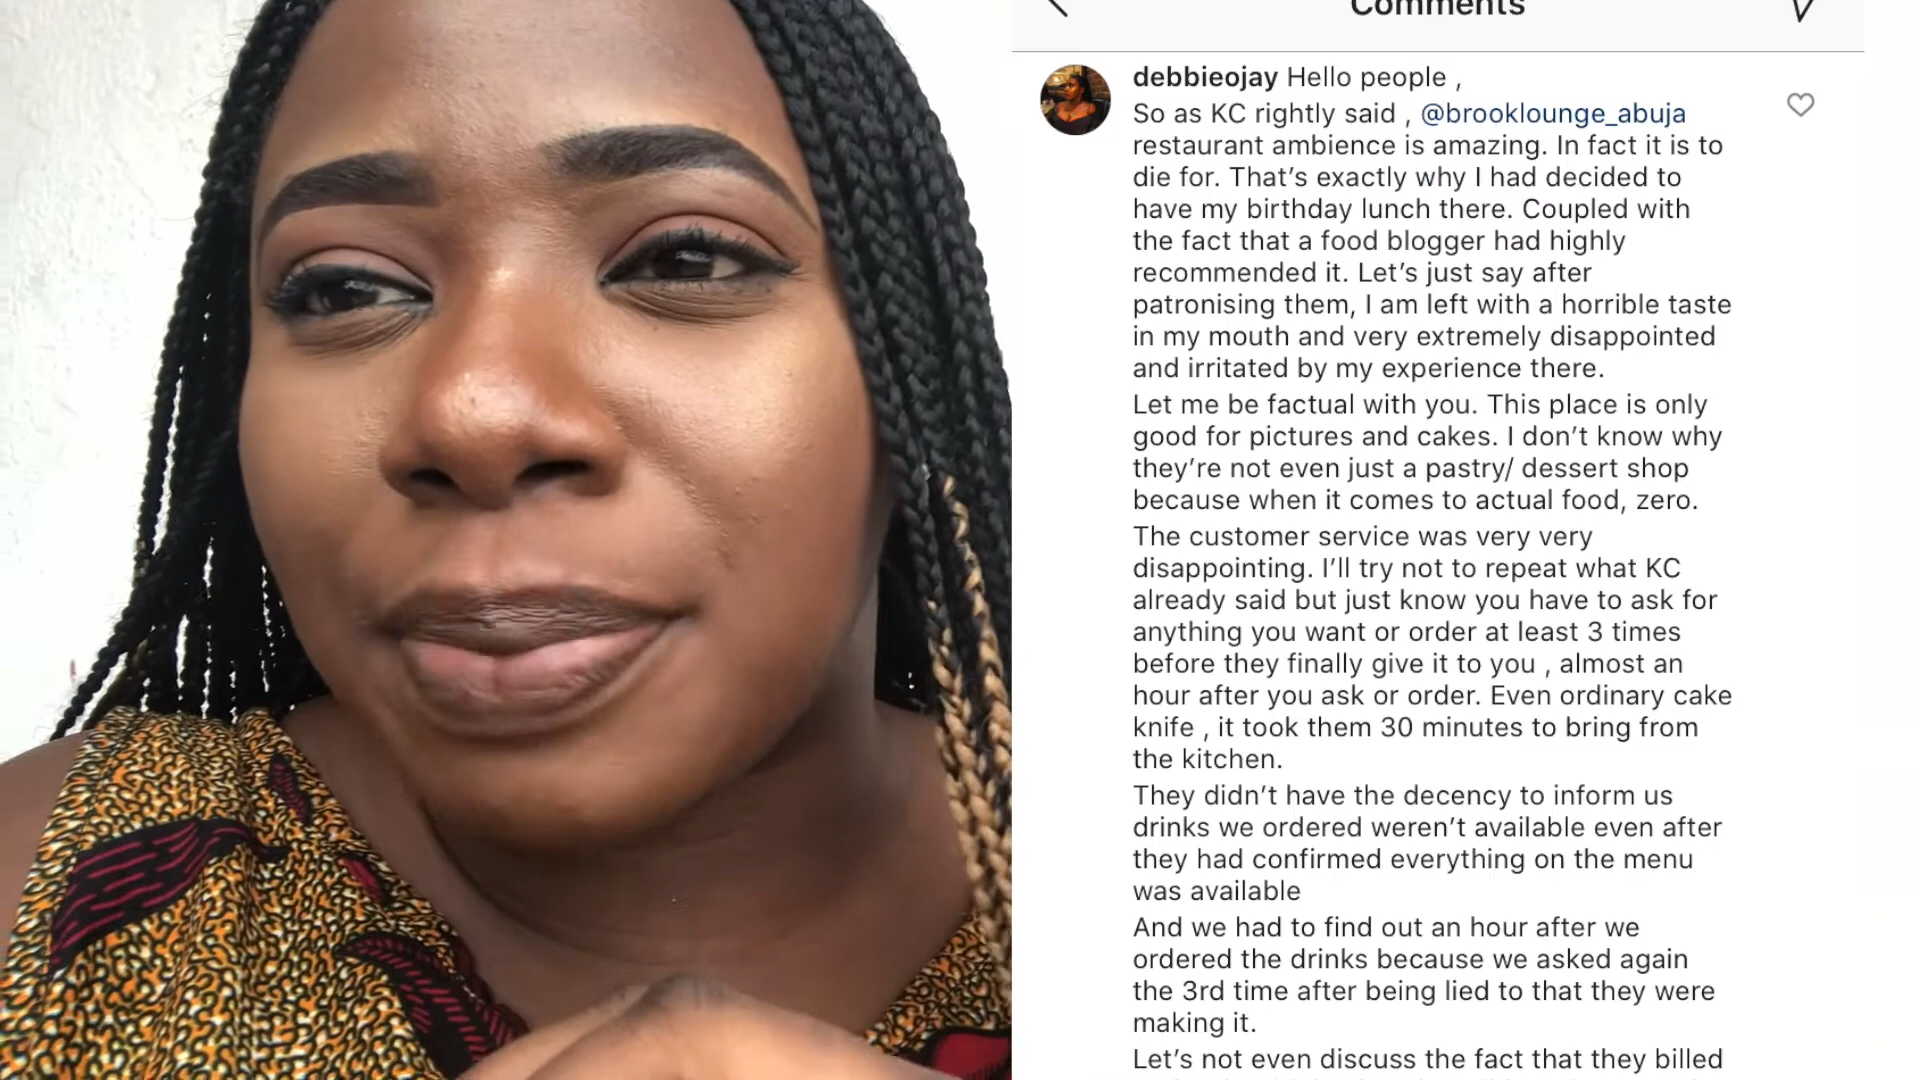 Comments
debbieojay Hello people ,
So as KC rightly said , @brooklounge_abuja
restaurant ambience is amazing. In fact it is to
die for. That’s exactly why I had decided to
have my birthday lunch there. Coupled with
the fact that a food blogger had highly
recommended it. Let’s just say after
patronising them, I am left with a horrible taste
in my mouth and very extremely disappointed
and irritated by my experience there.
Let me be factual with you. This place is only
good for pictures and cakes. I don’t know why
they’re not even just a pastry/ dessert shop
because when it comes to actual food, zero.
The customer service was very very
disappointing. I’ll try not to repeat what KC
already said but just know you have to ask for
anything you want or order at least 3 times
before they finally give it to you , almost an
hour after you ask or order. Even ordinary cake
knife , it took them 30 minutes to bring from
the kitchen.
They didn’t have the decency to inform us
drinks we ordered weren’t available even after
they had confirmed everything on the menu
was available
And we had to find out an hour after we
ordered the drinks because we asked again
the 3rd time after being lied to that they were
making it.
Let’s not even discuss the fact that they billed